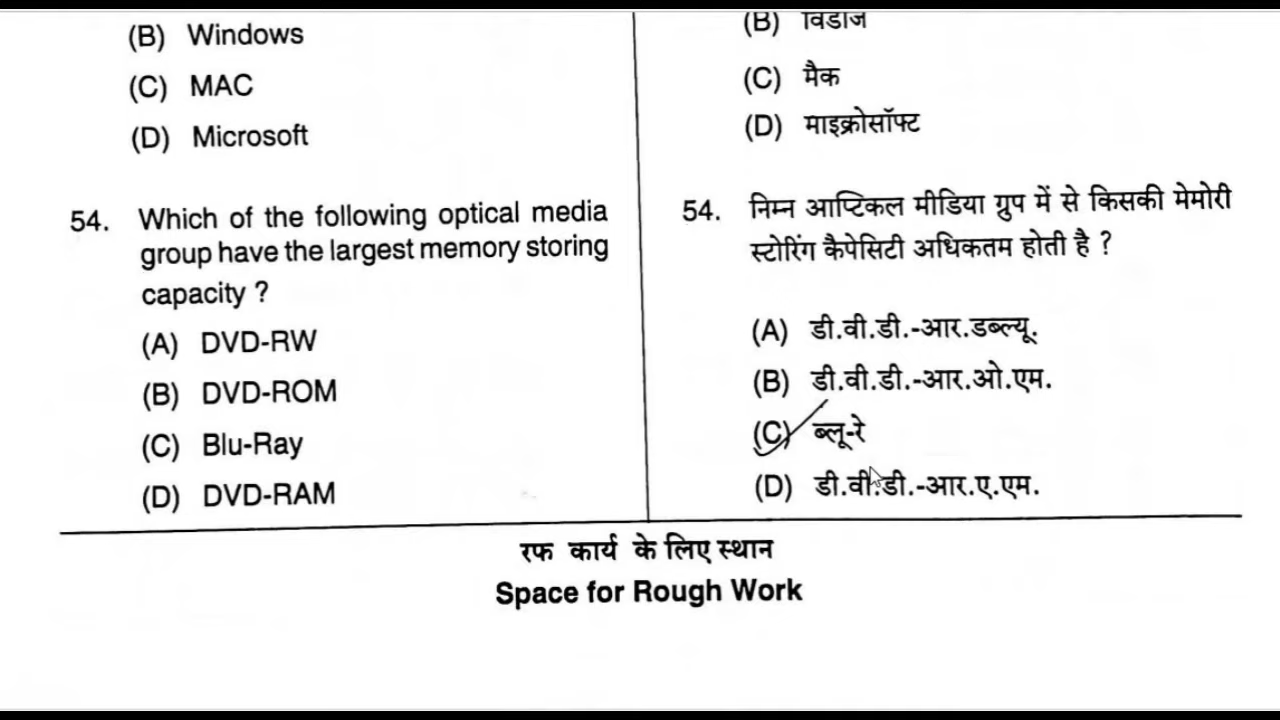 (B) Windows
(C) MAC
(D) Microsoft
54. Which of the following optical media
group have the largest memory storing
capacity ?
(A) DVD-RW
(B) DVD-ROM
(C) Blu-Ray
(D) DVD-RAM
(B) विंडोज
(C) मैक
(D) माइक्रोसॉफ्ट
54. निम्न आप्टिकल मीडिया ग्रुप में से किसकी मेमोरी
स्टोरिंग कैपेसिटी अधिकतम होती है ?
(A) डी.वी.डी.-आर.डब्ल्यू.
(B) डी.वी.डी.-आर.ओ.एम.
(C) ब्लू-रे
(D) डी.वी.डी.-आर.ए.एम.
रफ कार्य के लिए स्थान
Space for Rough Work